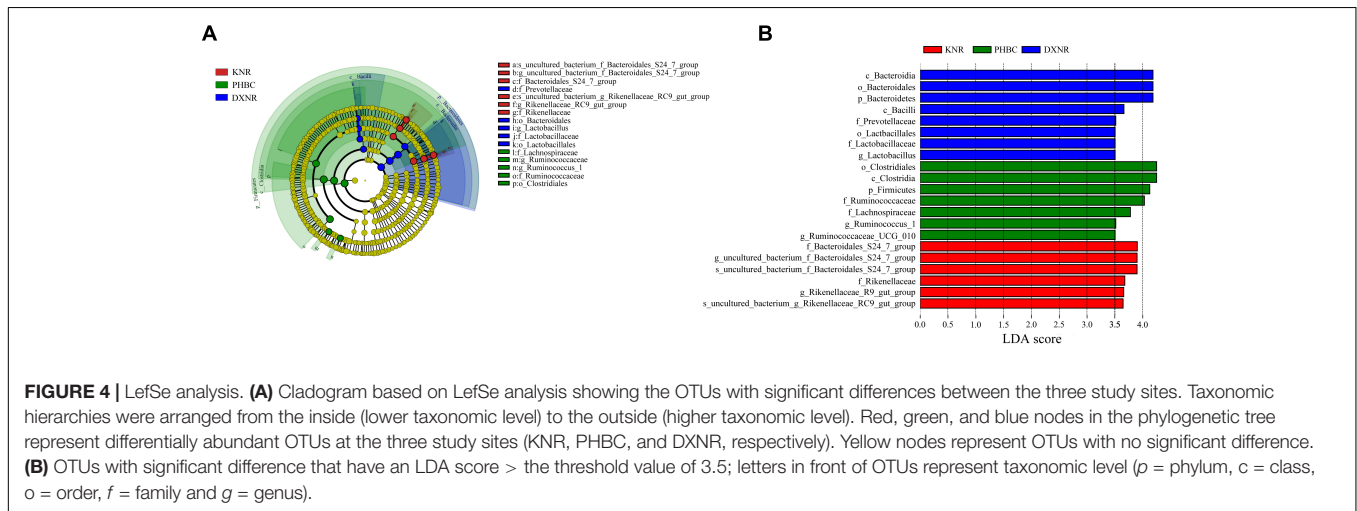 A
KNR
PHBC
DXNR
a:s_uncultured_bacterium_f_Bacteroidales_S24_7_group
b:g_uncultured_bacterium_f_Bacteroidales_S24_7_group
c:f_Bacteroidales_S24_7_group
d:f_Prevotellaceae
e:s_uncultured_bacterium_g_Rikenellaceae_RC9_gut_group
f:g_Rikenellaceae_RC9_gut_group
g:f_Rikenellaceae
h:o_Bacteroidales
i:g_Lactobacillus
j:f_Lactobacillaceae
k:o_Lactobacillales
l:f_Lachnospiraceae
m:g_Ruminococcaceae
n:g_Ruminococcus_1
o:f_Ruminococcaceae
p:o_Clostridiales
c_Bacilli
c_Clostridia
p_Firmicutes
B
KNR PHBC DXNR
c_Bacteroidia
o_Bacteroidales
p_Bacteroidetes
c_Bacilli
f_Prevotellaceae
o_Lactbacillales
f_Lactobacillaceae
g_Lactobacillus
o_Clostridiales
c_Clostridia
p_Firmicutes
f_Ruminococcaceae
f_Lachnospiraceae
g_Ruminococcus_1
g_Ruminococcaceae_UCG_010
f_Bacteroidales_S24_7_group
g_uncultured_bacterium_f_Bacteroidales_S24_7_group
s_uncultured_bacterium_f_Bacteroidales_S24_7_group
f_Rikenellaceae
g_Rikenellaceae_R9_gut_group
s_uncultured_bacterium_g_Rikenellaceae_RC9_gut_group
0.0 0.5 1.0 1.5 2.0 2.5 3.0 3.5 4.0
LDA score
FIGURE 4 | LefSe analysis. (A) Cladogram based on LefSe analysis showing the OTUs with significant differences between the three study sites. Taxonomic
hierarchies were arranged from the inside (lower taxonomic level) to the outside (higher taxonomic level). Red, green, and blue nodes in the phylogenetic tree
represent differentially abundant OTUs at the three study sites (KNR, PHBC, and DXNR, respectively). Yellow nodes represent OTUs with no significant difference.
(B) OTUs with significant difference that have an LDA score > the threshold value of 3.5; letters in front of OTUs represent taxonomic level (p = phylum, c = class,
o = order, f = family and g = genus).